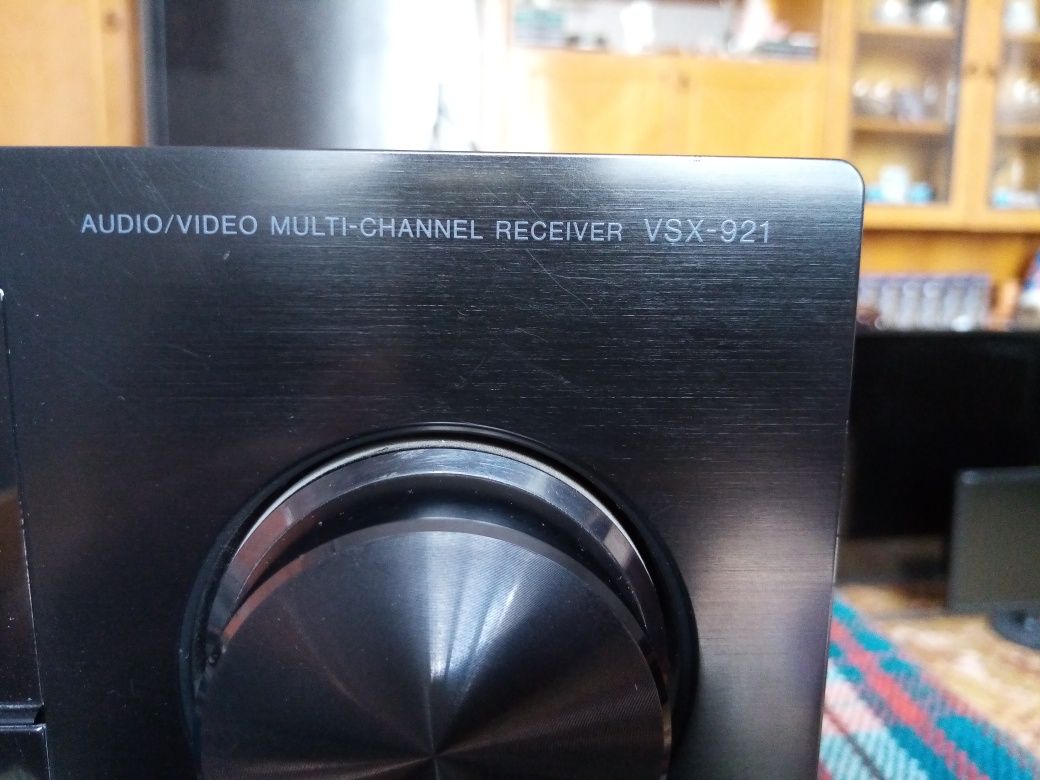 AUDIO/VIDEO MULTI-CHANNEL RECEIVER VSX-921